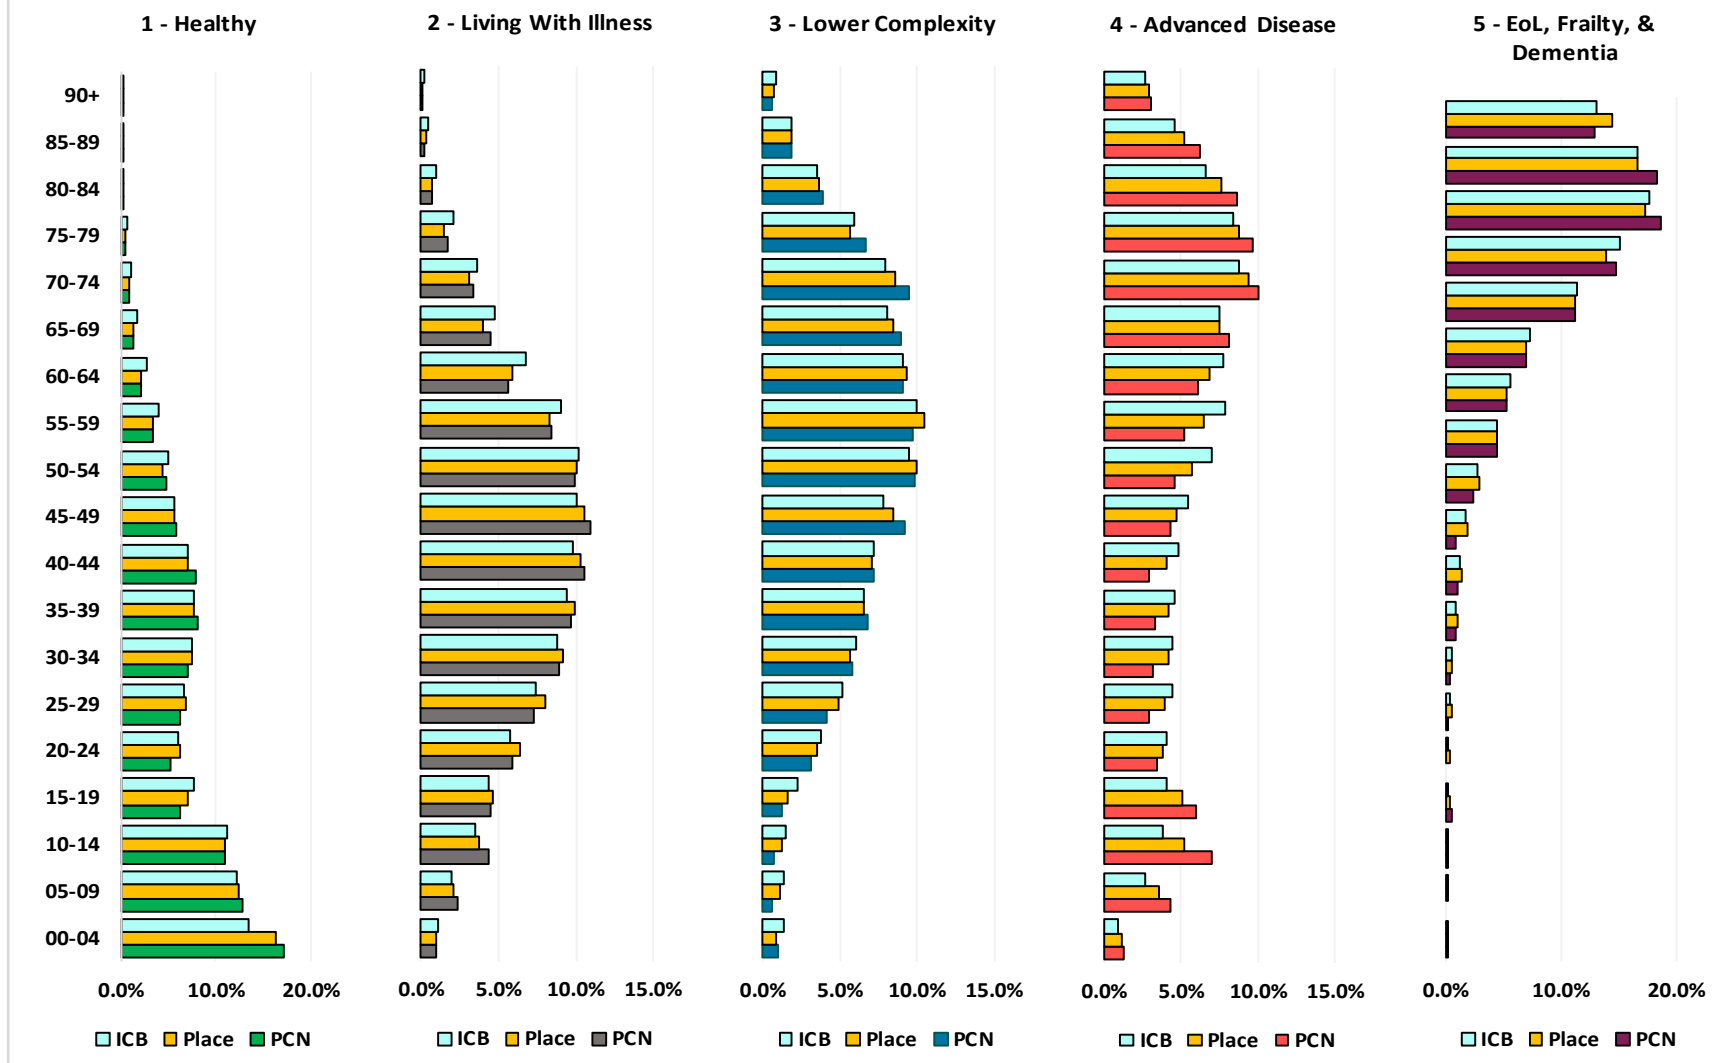 1 - Healthy
2 - Living With Illness
3 - Lower Complexity
4 - Advanced Disease
5 - EoL, Frailty, &
Dementia
90+
85-89
80-84
75-79
70-74
65-69
60-64
55-59
50-54
45-49
40-44
35-39
30-34
25-29
20-24
15-19
10-14
05-09
00-04
0.0% 10.0% 20.0%
0.0% 5.0% 10.0% 15.0%
0.0% 5.0% 10.0% 15.0%
0.0% 5.0% 10.0% 15.0%
0.0% 10.0% 20.0%
ICB Place PCN
ICB Place PCN
ICB Place PCN
ICB Place PCN
ICB Place PCN